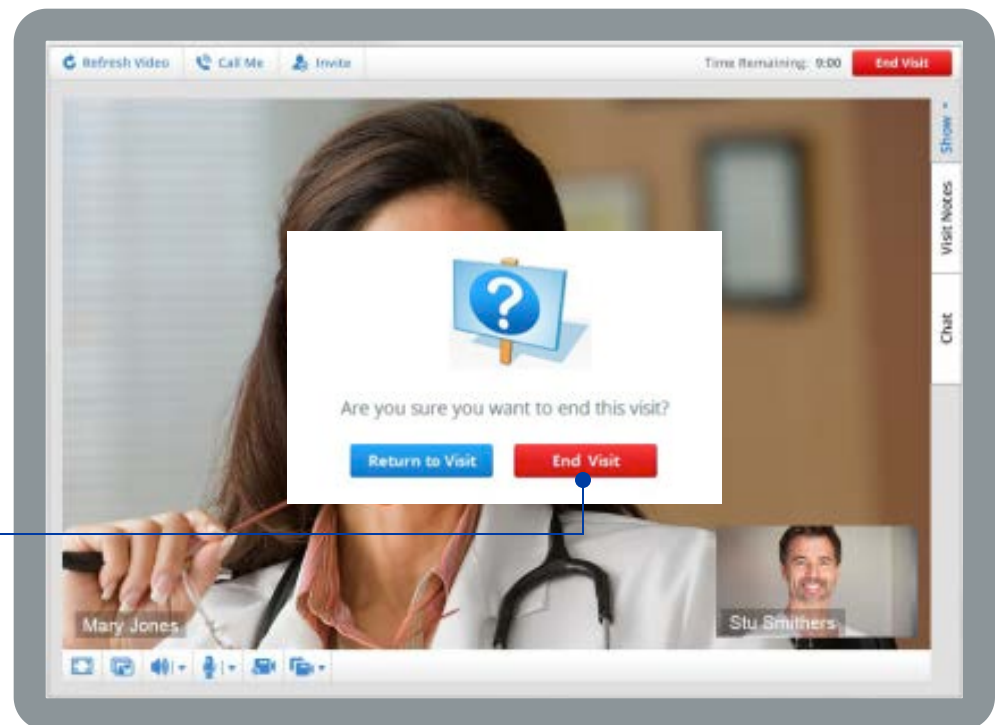 Refresh Video Call Me Invite Time Remaining: 9:00 End Visit
Show
Visit Notes
Chat
?
Are you sure you want to end this visit?
Return to Visit End Visit
Mary Jones
Stu Smithers